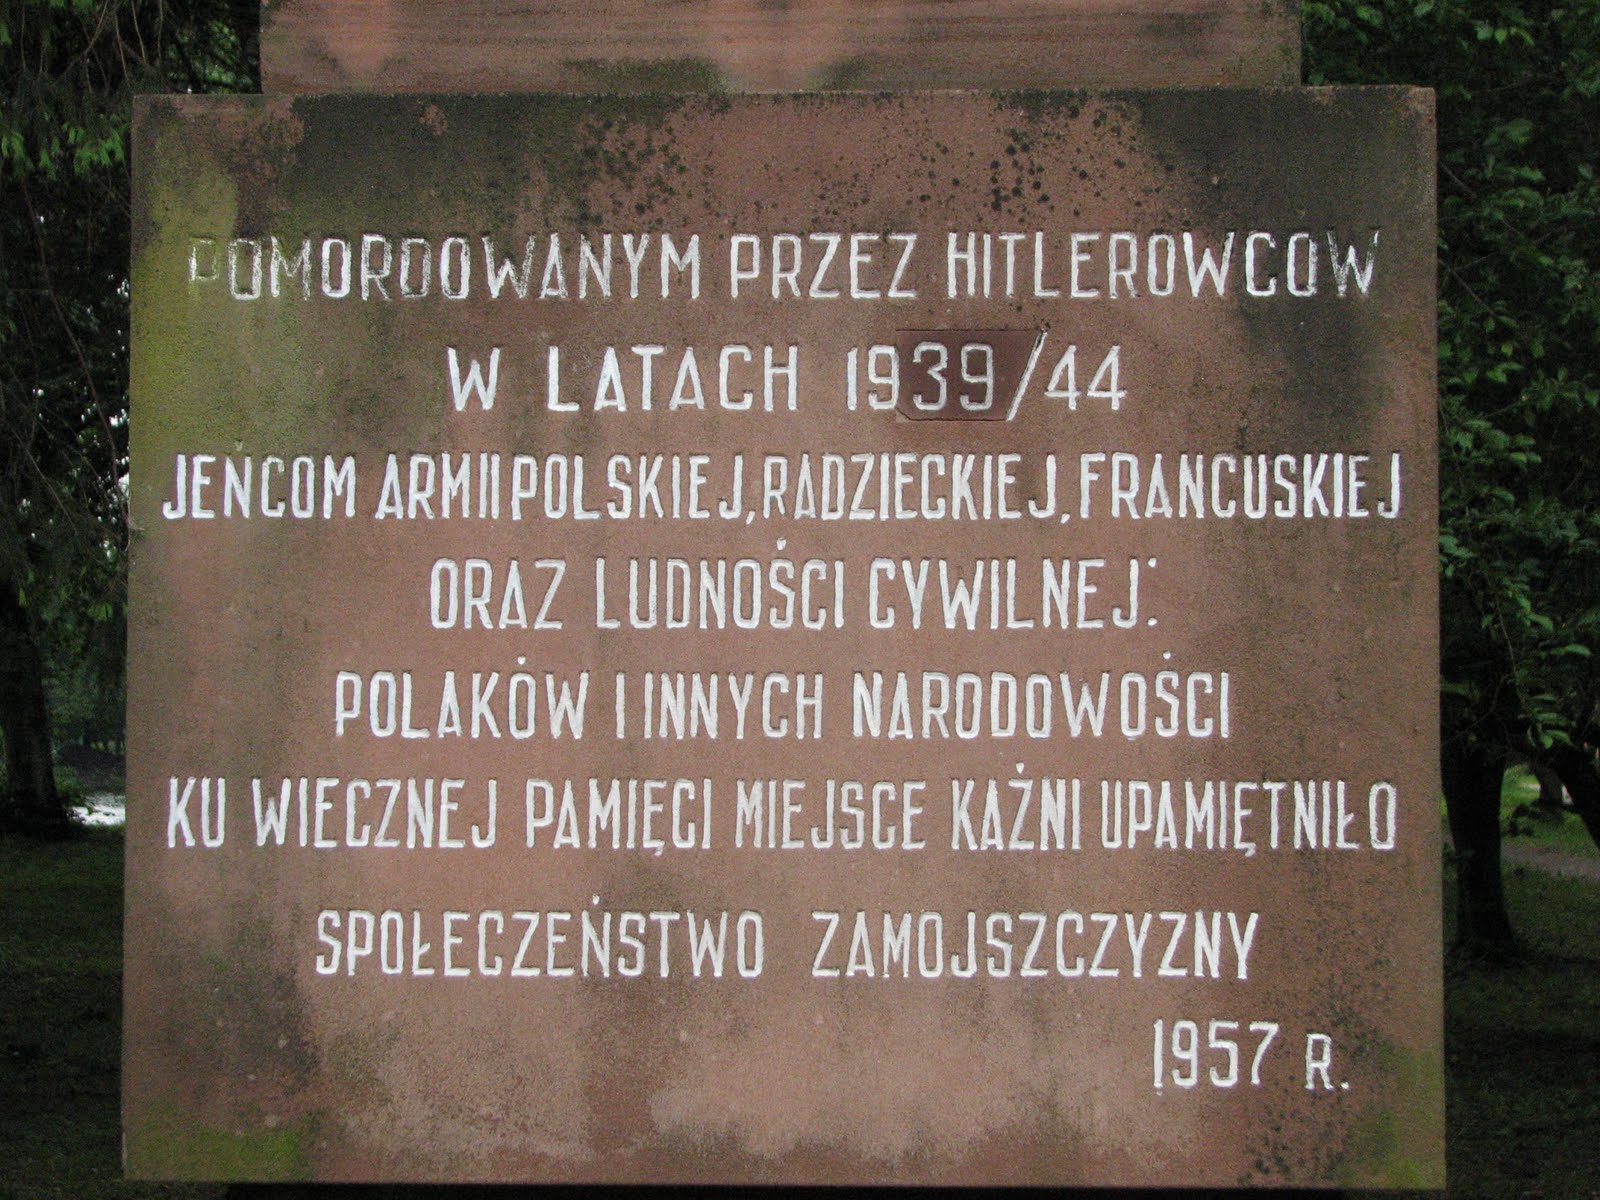 POMORDOWANYM PRZEZ HITLEROWCOW
W LATACH 1939/44
JEŃCOM ARMII POLSKIEJ, RADZIECKIEJ, FRANCUSKIEJ
ORAZ LUDNOŚCI CYWILNEJ:
POLAKÓW I INNYCH NARODOWOŚCI
KU WIECZNEJ PAMIĘCI MIEJSCE KAŹNI UPAMIĘTNIŁO
SPOŁECZEŃSTWO ZAMOJSZCZYZNY
1957 R.